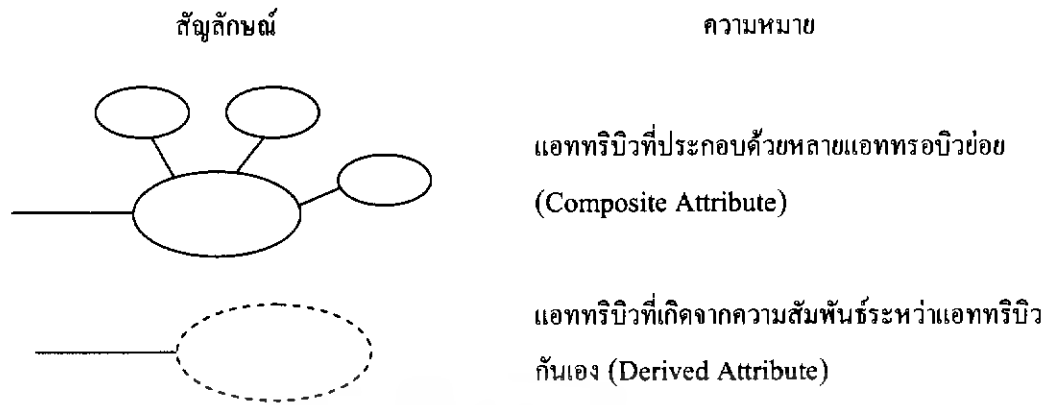 สัญลักษณ์ ความหมาย
แอททริบิวที่ประกอบด้วยหลายแอททรอบิวย่อย
(Composite Attribute)
แอททริบิวที่เกิดจากความสัมพันธ์ระหว่าแอททริบิว
กันเอง (Derived Attribute)